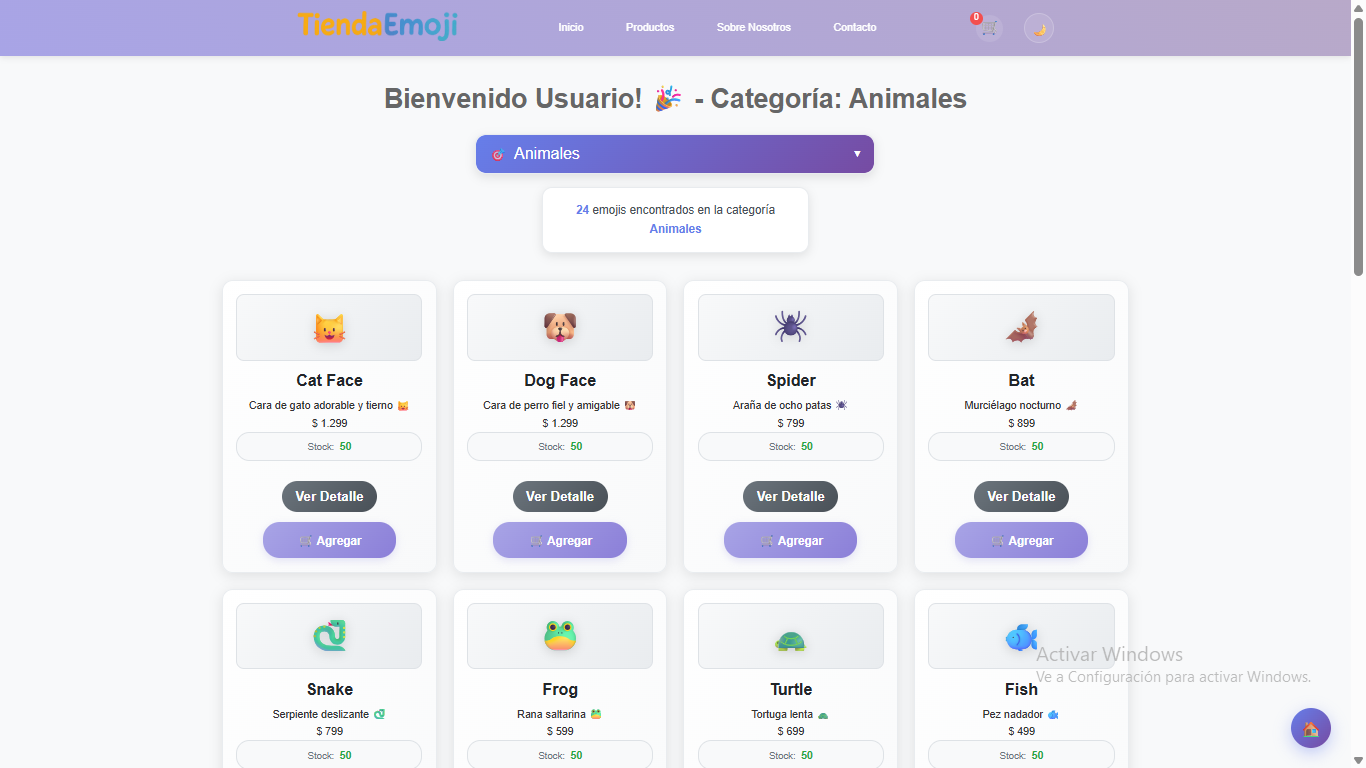 TiendaEmoji
Inicio
Productos
Sobre Nosotros
Contacto
0
Bienvenido Usuario! 🎉 - Categoría: Animales
🎯 Animales ▼
24 emojis encontrados en la categoría
Animales
Cat Face
Cara de gato adorable y tierno 🐱
$ 1.299
Stock: 50
Ver Detalle
🛒 Agregar
Dog Face
Cara de perro fiel y amigable 🐶
$ 1.299
Stock: 50
Ver Detalle
🛒 Agregar
Spider
Araña de ocho patas 🕷
$ 799
Stock: 50
Ver Detalle
🛒 Agregar
Bat
Murciélago nocturno 🦇
$ 899
Stock: 50
Ver Detalle
🛒 Agregar
Snake
Serpiente deslizante 🐍
$ 799
Stock: 50
Frog
Rana saltarina 🐸
$ 599
Stock: 50
Turtle
Tortuga lenta 🐢
$ 699
Stock: 50
Fish
Pez nadador 🐟
$ 499
Stock: 50
Activar Windows
Ve a Configuración para activar Windows.